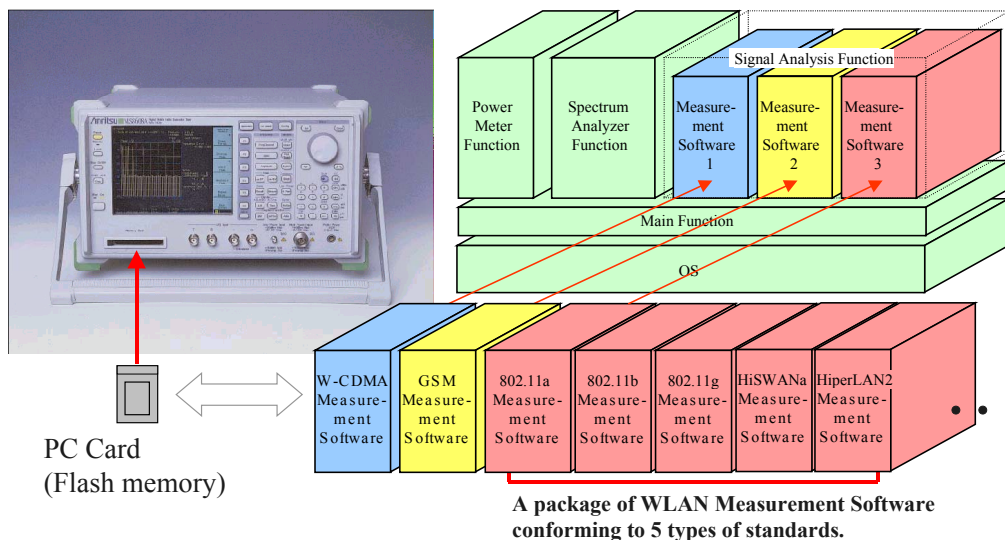 Signal Analysis Function
Power
Meter
Function
Spectrum
Analyzer
Function
Measure-
ment
Software
1
Measure-
ment
Software
2
Measure-
ment
Software
3
Main Function
OS
Anritsu
W-CDMA
Measure-
ment
Software
GSM
Measure-
ment
Software
802.11a
Measure-
ment
Software
802.11b
Measure-
ment
Software
802.11g
Measure-
ment
Software
HiSWANa
Measure-
ment
Software
HiperLAN2
Measure-
ment
Software
PC Card
(Flash memory)
A package of WLAN Measurement Software
conforming to 5 types of standards.